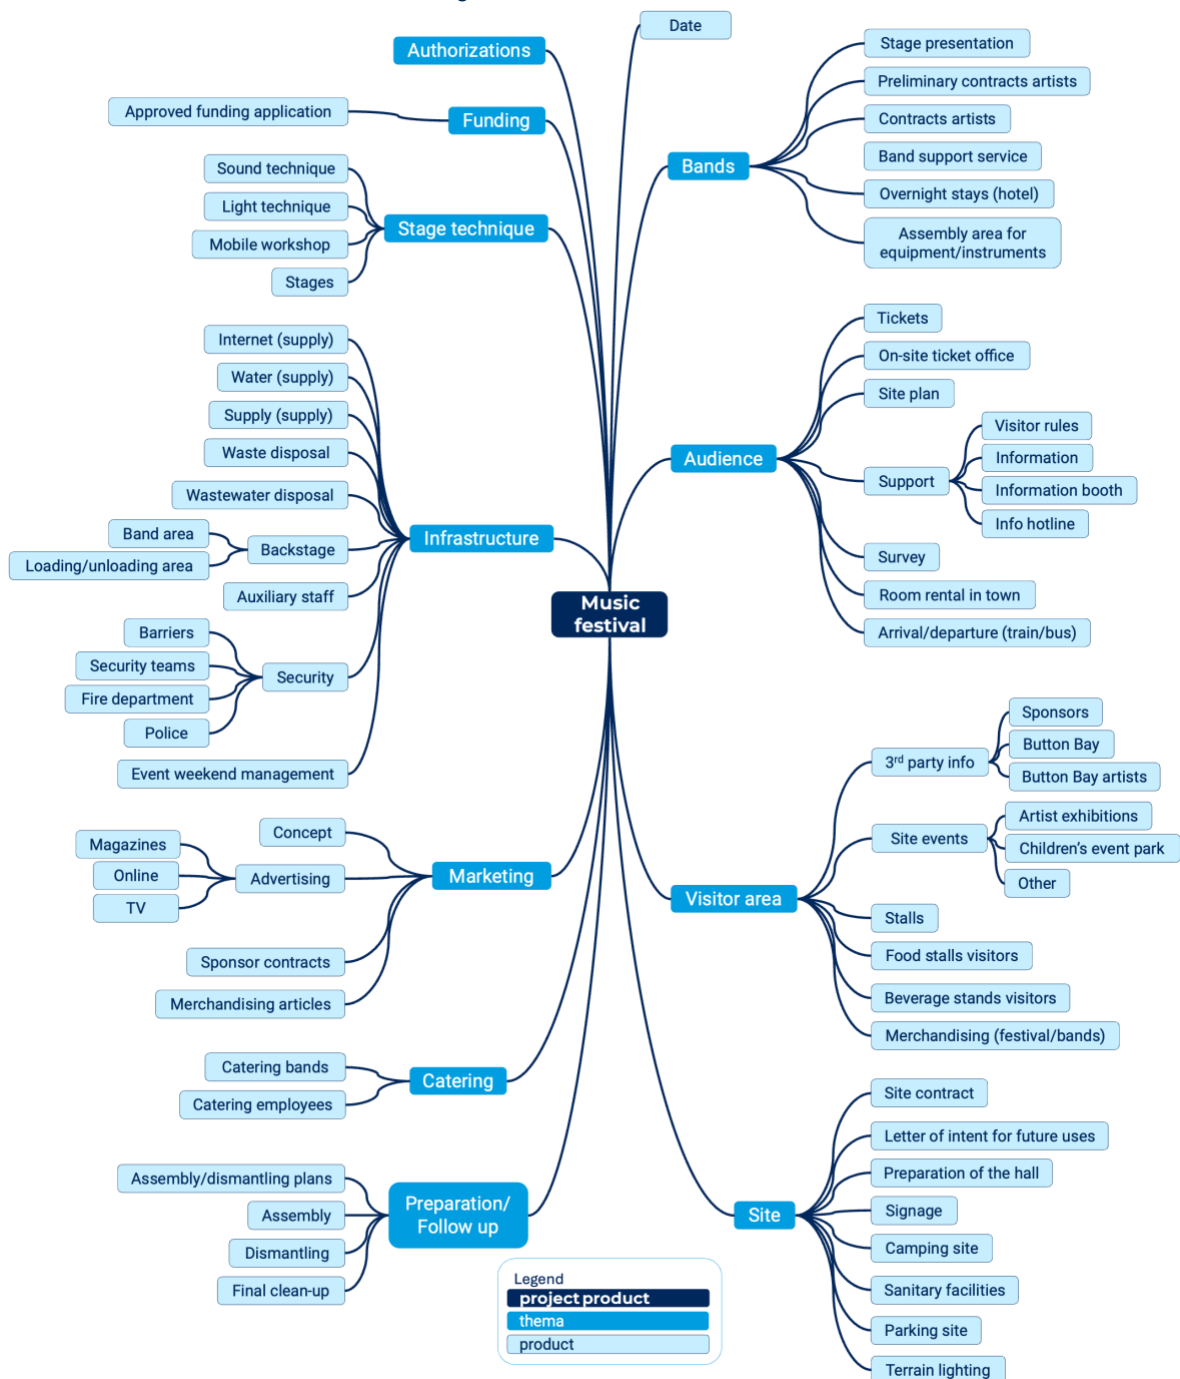 Date
Authorizations
Approved funding application
Funding
Sound technique
Light technique
Mobile workshop
Stages
Stage technique
Internet (supply)
Water (supply)
Supply (supply)
Waste disposal
Wastewater disposal
Band area
Loading/unloading area
Backstage
Auxiliary staff
Barriers
Security teams
Fire department
Police
Security
Event weekend management
Infrastructure
Music
festival
Concept
Magazines
Online
TV
Advertising
Sponsor contracts
Merchandising articles
Marketing
Catering bands
Catering employees
Catering
Assembly/dismantling plans
Assembly
Dismantling
Final clean-up
Preparation/
Follow up
Bands
Stage presentation
Preliminary contracts artists
Contracts artists
Band support service
Overnight stays (hotel)
Assembly area for
equipment/instruments
Audience
Tickets
On-site ticket office
Site plan
Support
Visitor rules
Information
Information booth
Info hotline
Survey
Room rental in town
Arrival/departure (train/bus)
Visitor area
3rd party info
Sponsors
Button Bay
Button Bay artists
Site events
Artist exhibitions
Children's event park
Other
Stalls
Food stalls visitors
Beverage stands visitors
Merchandising (festival/bands)
Site
Site contract
Letter of intent for future uses
Preparation of the hall
Signage
Camping site
Sanitary facilities
Parking site
Terrain lighting
Legend
project product
thema
product